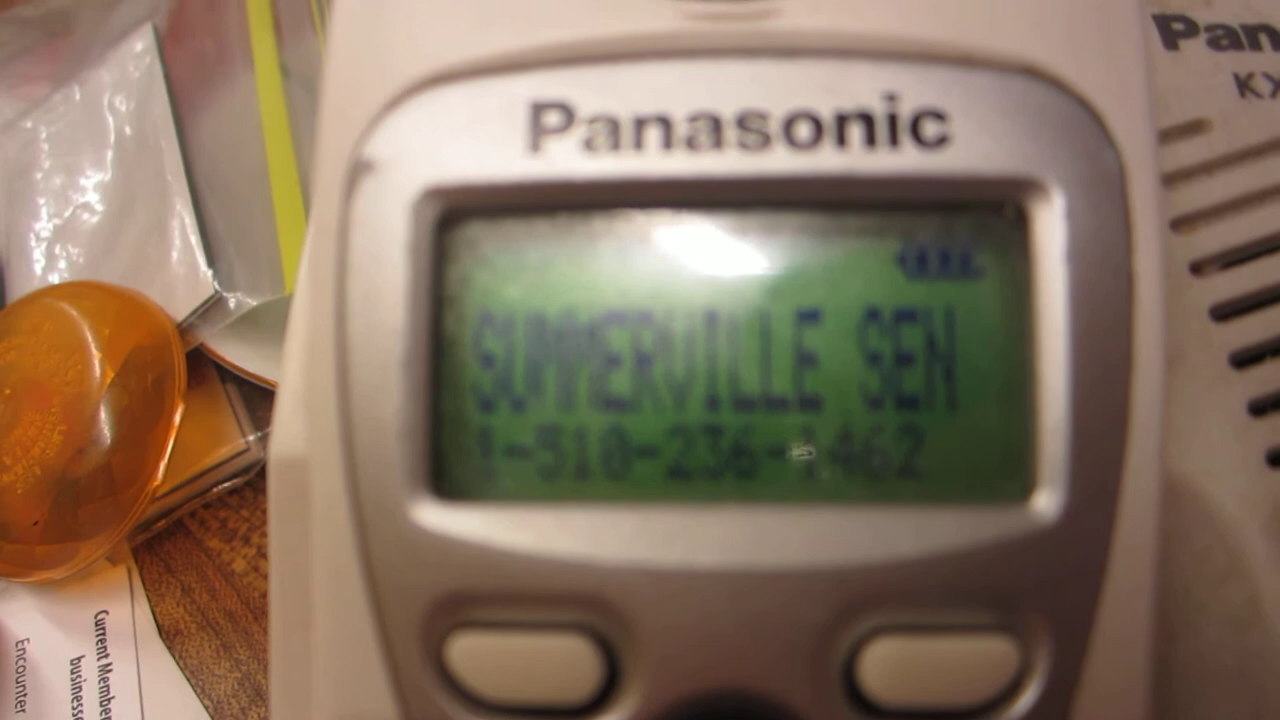 Panasonic
SUMMERVILLE SEN
1-510-236-1462
Pan
KX
Current Member
business
Encounter